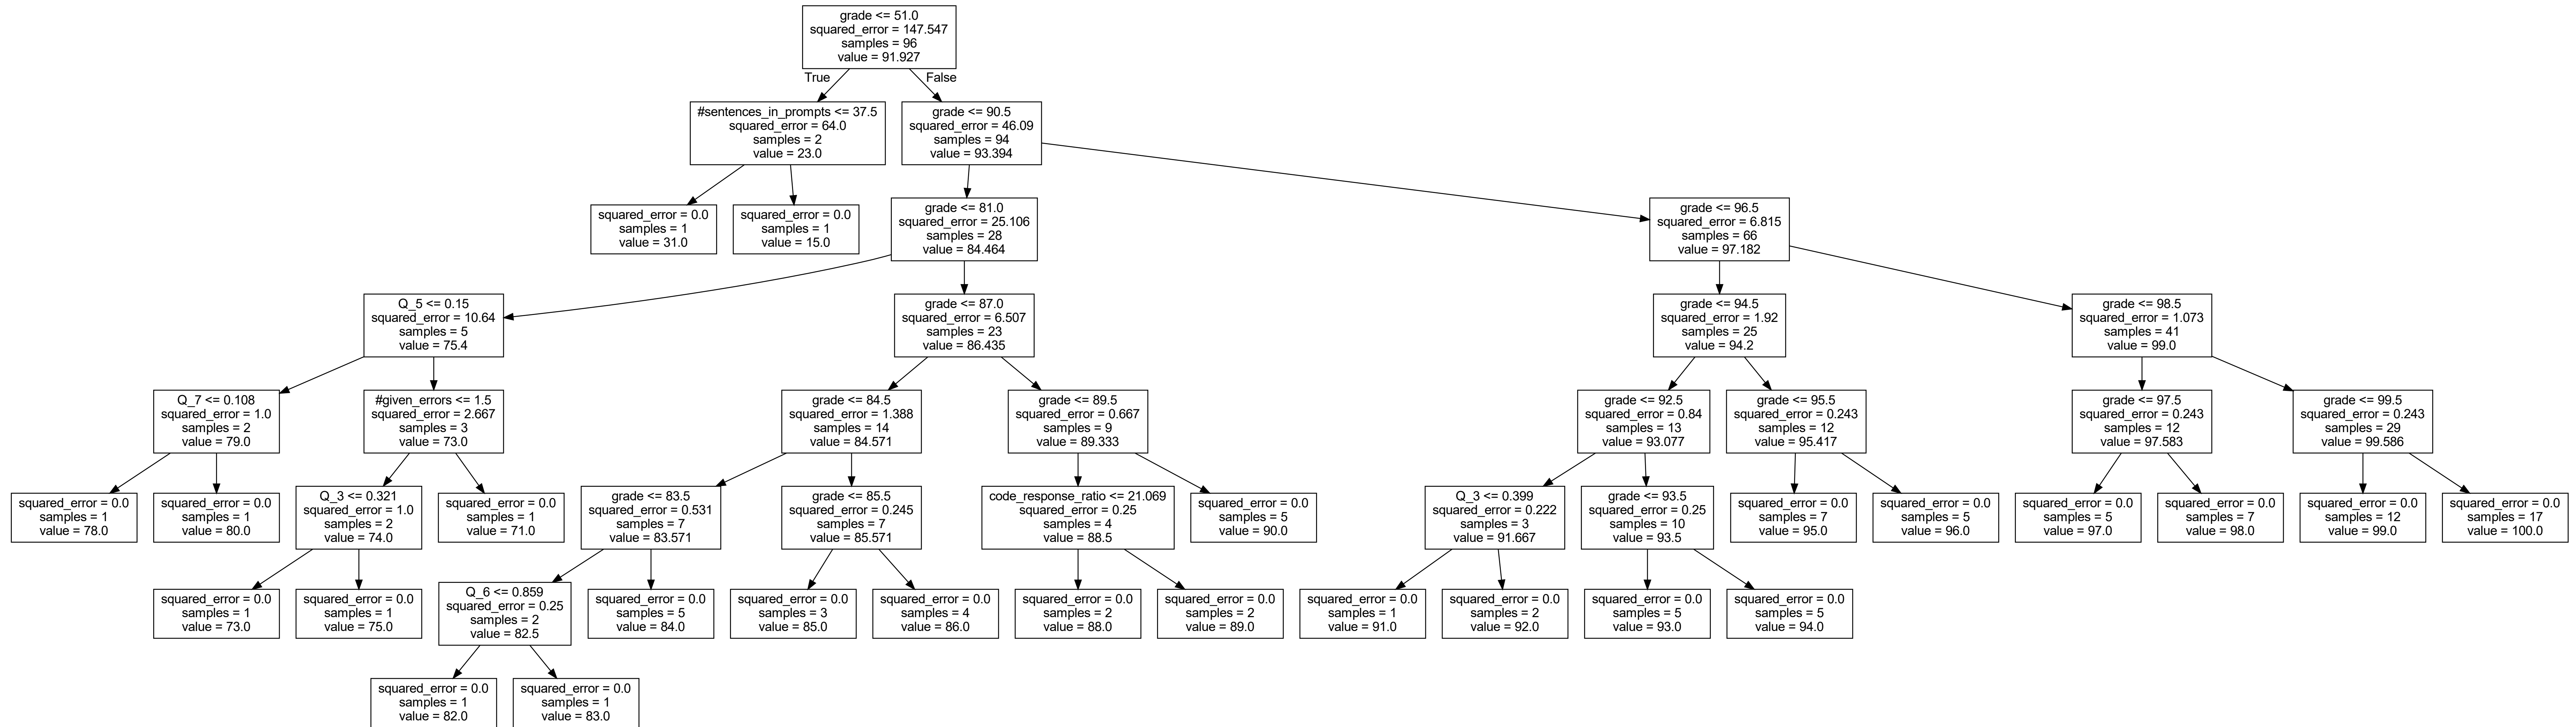 grade <= 51.0
squared_error = 147.547
samples = 96
value = 91.927
True
False
#sentences_in_prompts <= 37.5
squared_error = 64.0
samples = 2
value = 23.0
grade <= 90.5
squared_error = 46.09
samples = 94
value = 93.394
squared_error = 0.0
samples = 1
value = 31.0
squared_error = 0.0
samples = 1
value = 15.0
grade <= 81.0
squared_error = 25.106
samples = 28
value = 84.464
grade <= 96.5
squared_error = 6.815
samples = 66
value = 97.182
Q_5 <= 0.15
squared_error = 10.64
samples = 5
value = 75.4
grade <= 87.0
squared_error = 6.507
samples = 23
value = 86.435
grade <= 94.5
squared_error = 1.92
samples = 25
value = 94.2
grade <= 98.5
squared_error = 1.073
samples = 41
value = 99.0
Q_7 <= 0.108
squared_error = 1.0
samples = 2
value = 79.0
#given_errors <= 1.5
squared_error = 2.667
samples = 3
value = 73.0
grade <= 84.5
squared_error = 1.388
samples = 14
value = 84.571
grade <= 89.5
squared_error = 0.667
samples = 9
value = 89.333
grade <= 92.5
squared_error = 0.84
samples = 13
value = 93.077
grade <= 95.5
squared_error = 0.243
samples = 12
value = 95.417
grade <= 97.5
squared_error = 0.243
samples = 12
value = 97.583
grade <= 99.5
squared_error = 0.243
samples = 29
value = 99.586
squared_error = 0.0
samples = 1
value = 78.0
squared_error = 0.0
samples = 1
value = 80.0
Q_3 <= 0.321
squared_error = 1.0
samples = 2
value = 74.0
squared_error = 0.0
samples = 1
value = 71.0
grade <= 83.5
squared_error = 0.531
samples = 7
value = 83.571
grade <= 85.5
squared_error = 0.245
samples = 7
value = 85.571
code_response_ratio <= 21.069
squared_error = 0.25
samples = 4
value = 88.5
squared_error = 0.0
samples = 5
value = 90.0
Q_3 <= 0.399
squared_error = 0.222
samples = 3
value = 91.667
grade <= 93.5
squared_error = 0.25
samples = 10
value = 93.5
squared_error = 0.0
samples = 7
value = 95.0
squared_error = 0.0
samples = 5
value = 96.0
squared_error = 0.0
samples = 5
value = 97.0
squared_error = 0.0
samples = 7
value = 98.0
squared_error = 0.0
samples = 12
value = 99.0
squared_error = 0.0
samples = 17
value = 100.0
squared_error = 0.0
samples = 1
value = 73.0
squared_error = 0.0
samples = 1
value = 75.0
Q_6 <= 0.859
squared_error = 0.25
samples = 2
value = 82.5
squared_error = 0.0
samples = 5
value = 84.0
squared_error = 0.0
samples = 3
value = 85.0
squared_error = 0.0
samples = 4
value = 86.0
squared_error = 0.0
samples = 2
value = 88.0
squared_error = 0.0
samples = 2
value = 89.0
squared_error = 0.0
samples = 1
value = 91.0
squared_error = 0.0
samples = 2
value = 92.0
squared_error = 0.0
samples = 5
value = 93.0
squared_error = 0.0
samples = 5
value = 94.0
squared_error = 0.0
samples = 1
value = 82.0
squared_error = 0.0
samples = 1
value = 83.0